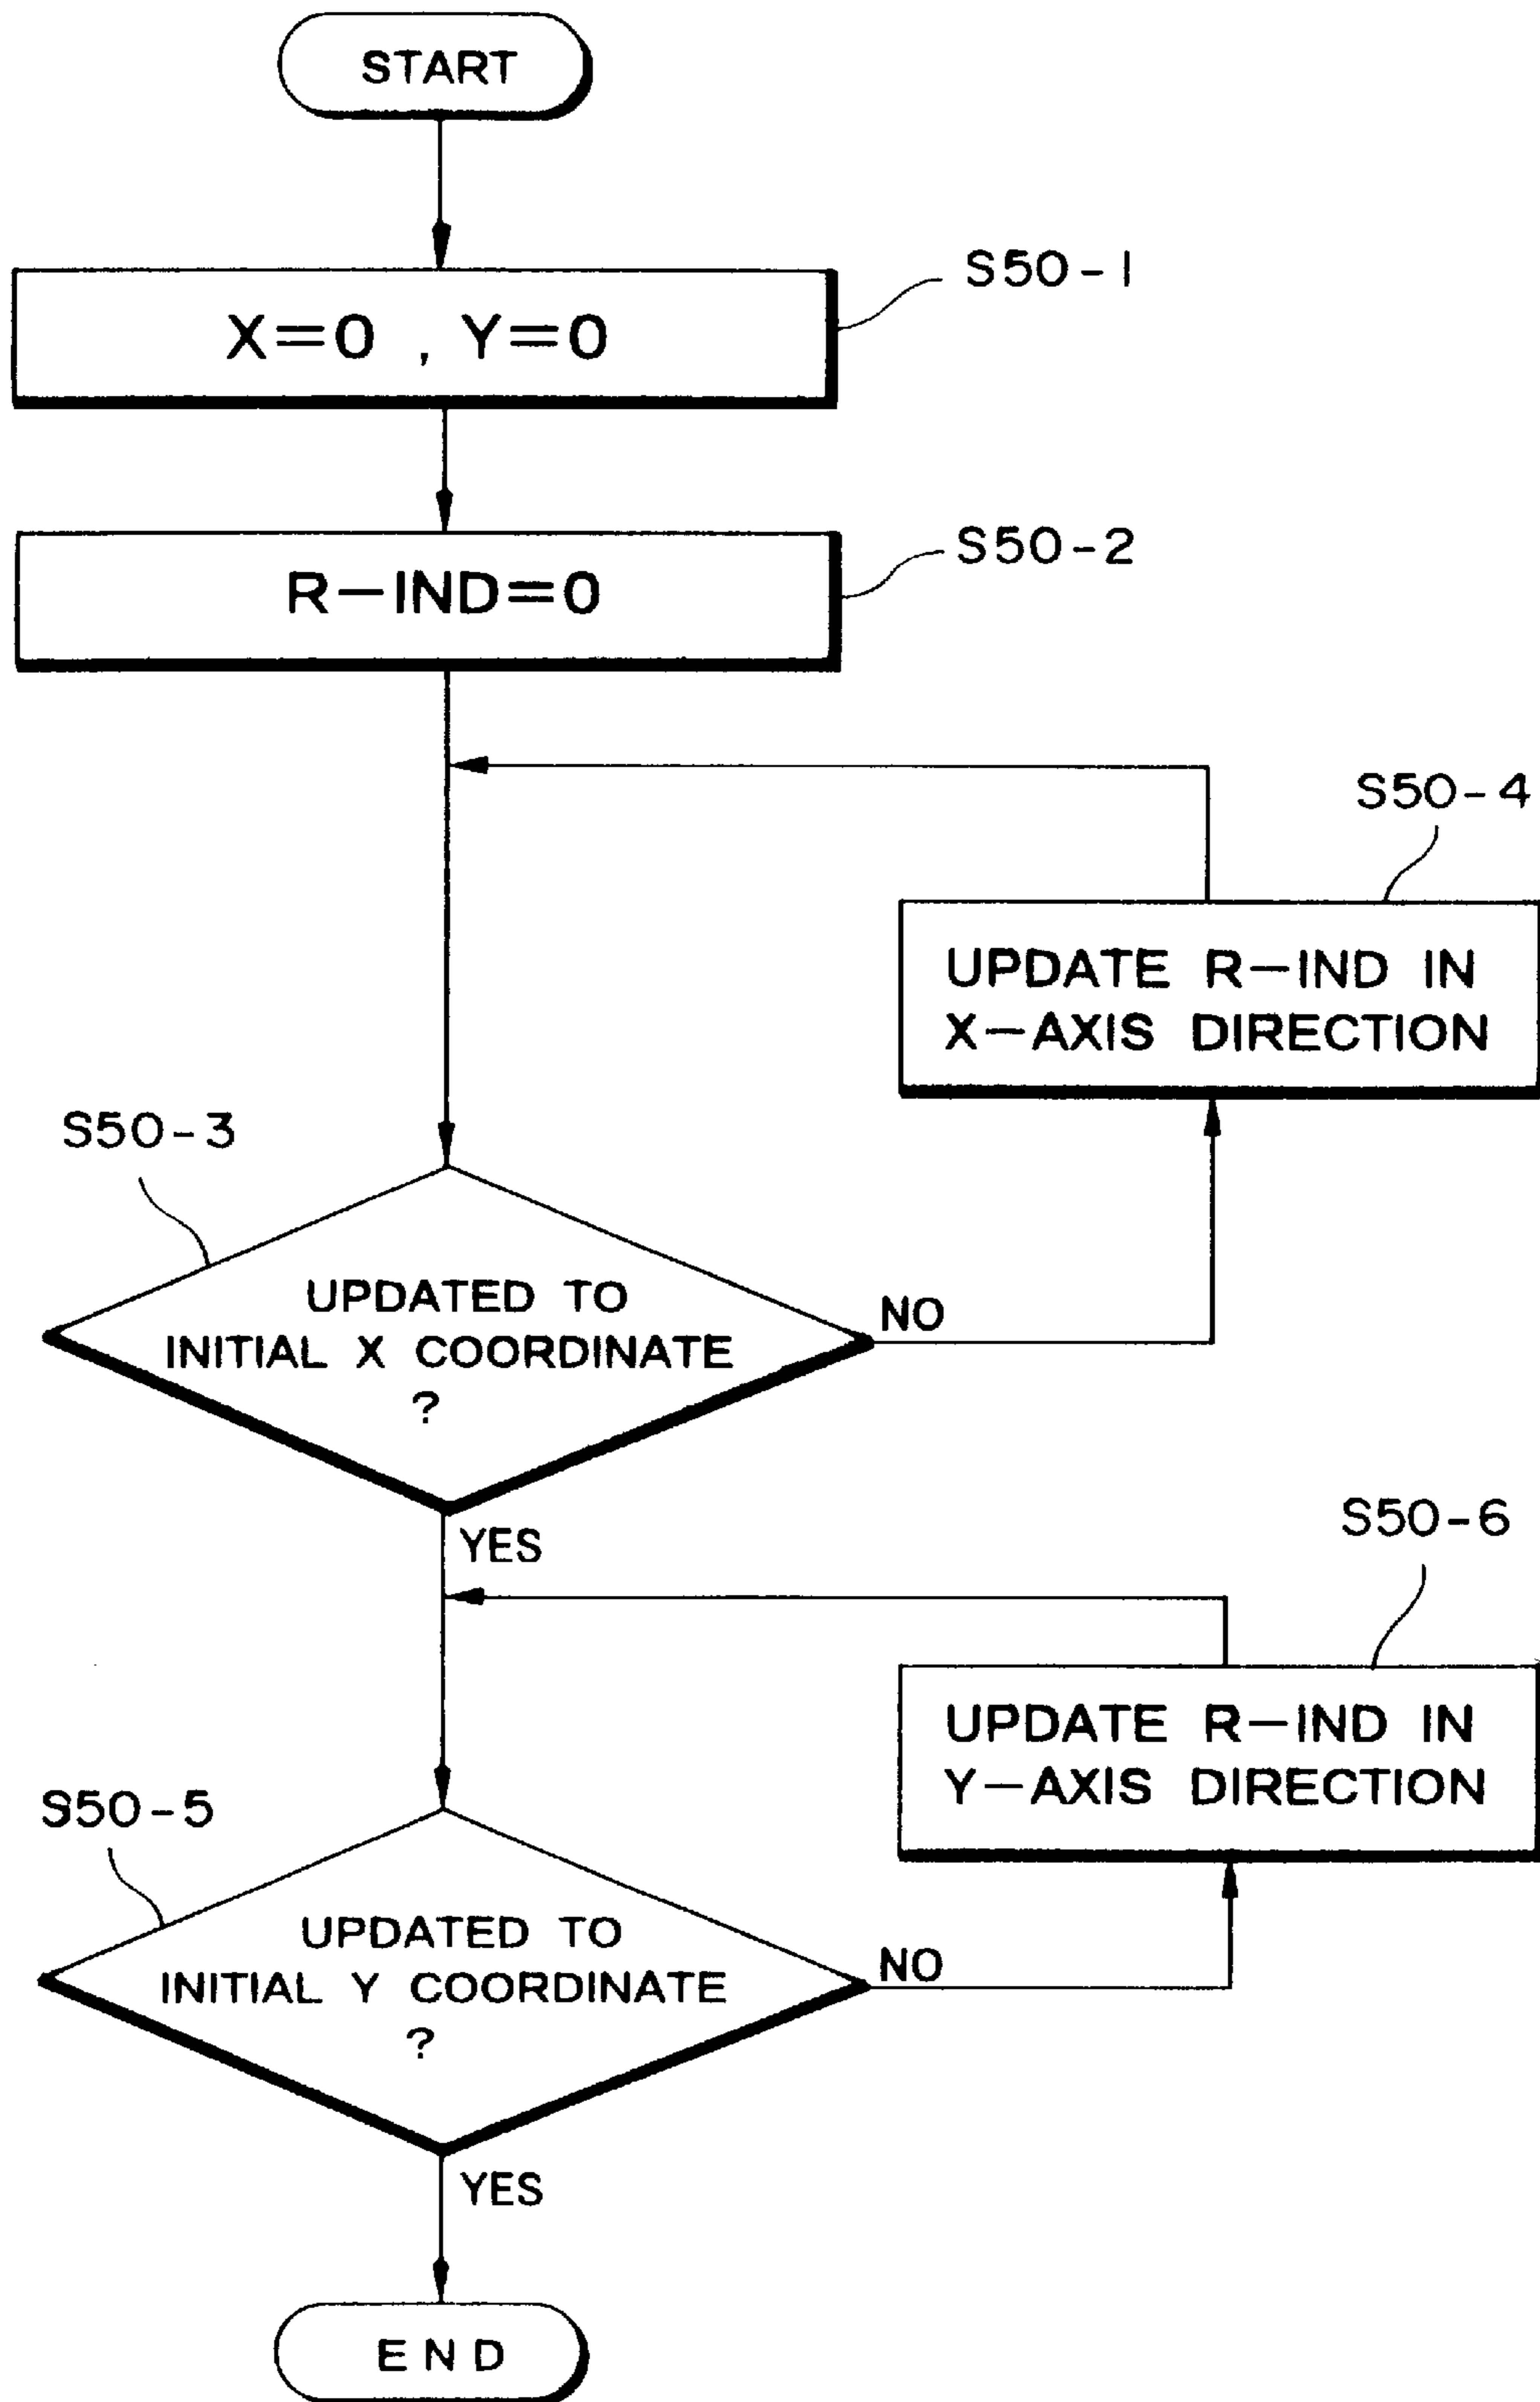 START
S50-1
X=0 , Y=0
S50-2
R-IND=0
S50-4
UPDATE R-IND IN
X-AXIS DIRECTION
S50-3
UPDATED TO
INITIAL X COORDINATE
?
NO
YES
S50-6
UPDATE R-IND IN
Y-AXIS DIRECTION
S50-5
UPDATED TO
INITIAL Y COORDINATE
?
NO
YES
END